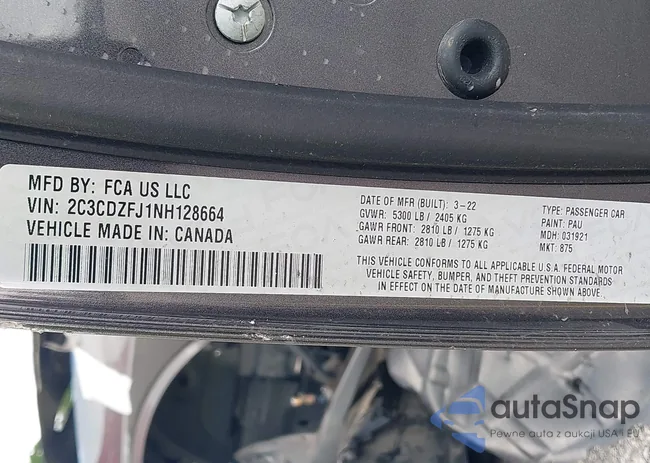 MFD BY: FCA US LLC
VIN: 2C3CDZFJ1NH128664
VEHICLE MADE IN: CANADA
DATE OF MFR (BUILT): 3-22
GVWR: 5300 LB / 2405 KG
GAWR FRONT: 2810 LB / 1275 KG
GAWR REAR: 2810 LB / 1275 KG
TYPE: PASSENGER CAR
PAINT: PAU
MDH: 031921
MKT: 875
THIS VEHICLE CONFORMS TO ALL APPLICABLE U.S.A. FEDERAL MOTOR
VEHICLE SAFETY, BUMPER, AND THEFT PREVENTION STANDARDS
IN EFFECT ON THE DATE OF MANUFACTURE SHOWN ABOVE.
autaSnap
Pewne auta z aukcji USA i EU